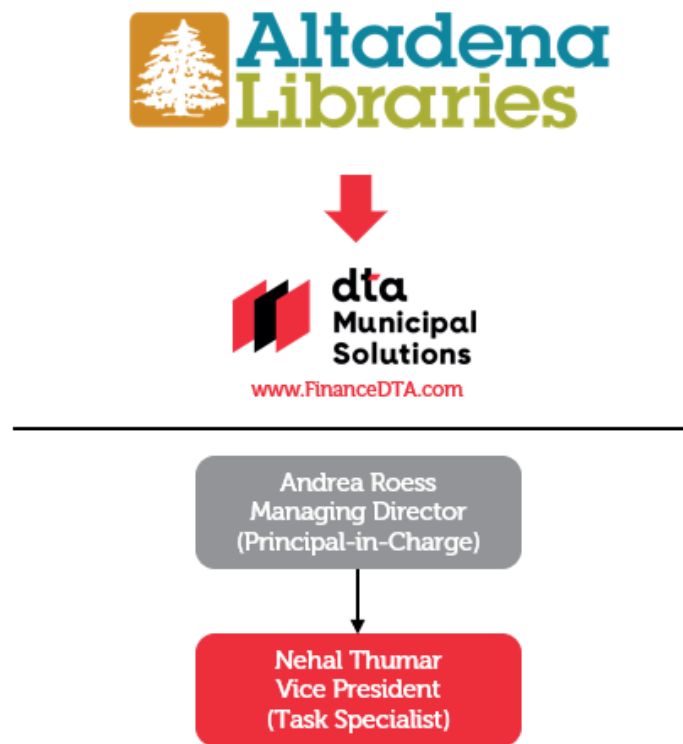 Altadena
Libraries
dta
Municipal
Solutions
www.FinanceDTA.com
Andrea Roess
Managing Director
(Principal-in-Charge)
Nehal Thumar
Vice President
(Task Specialist)